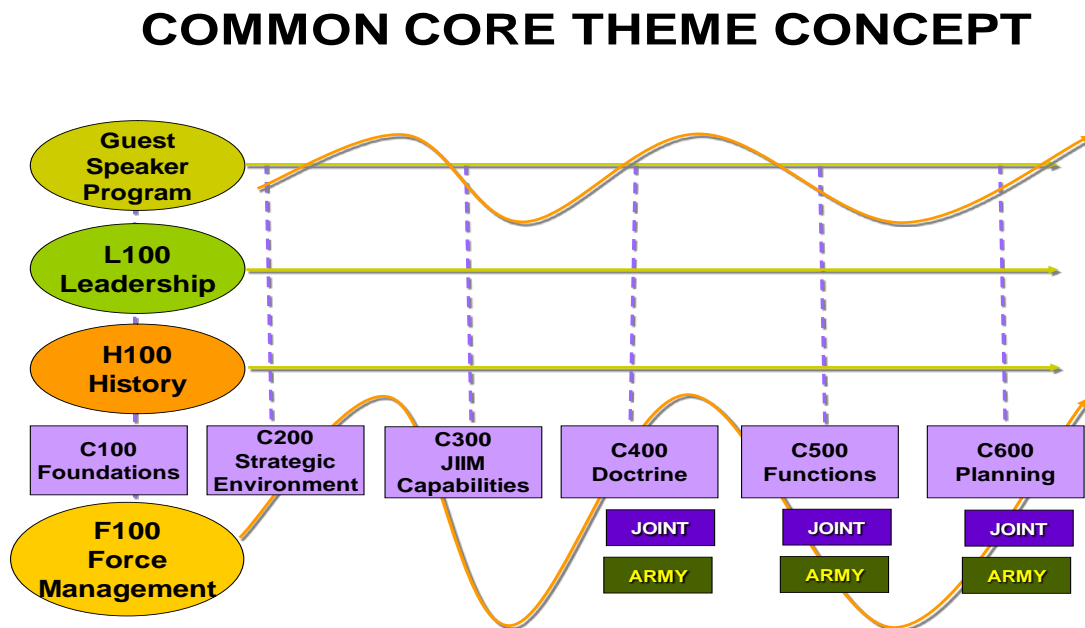 COMMON CORE THEME CONCEPT
Guest
Speaker
Program
L100
Leadership
H100
History
C100
Foundations
C200
Strategic
Environment
C300
JIIM
Capabilities
C400
Doctrine
C500
Functions
C600
Planning
F100
Force
Management
JOINT
JOINT
JOINT
ARMY
ARMY
ARMY